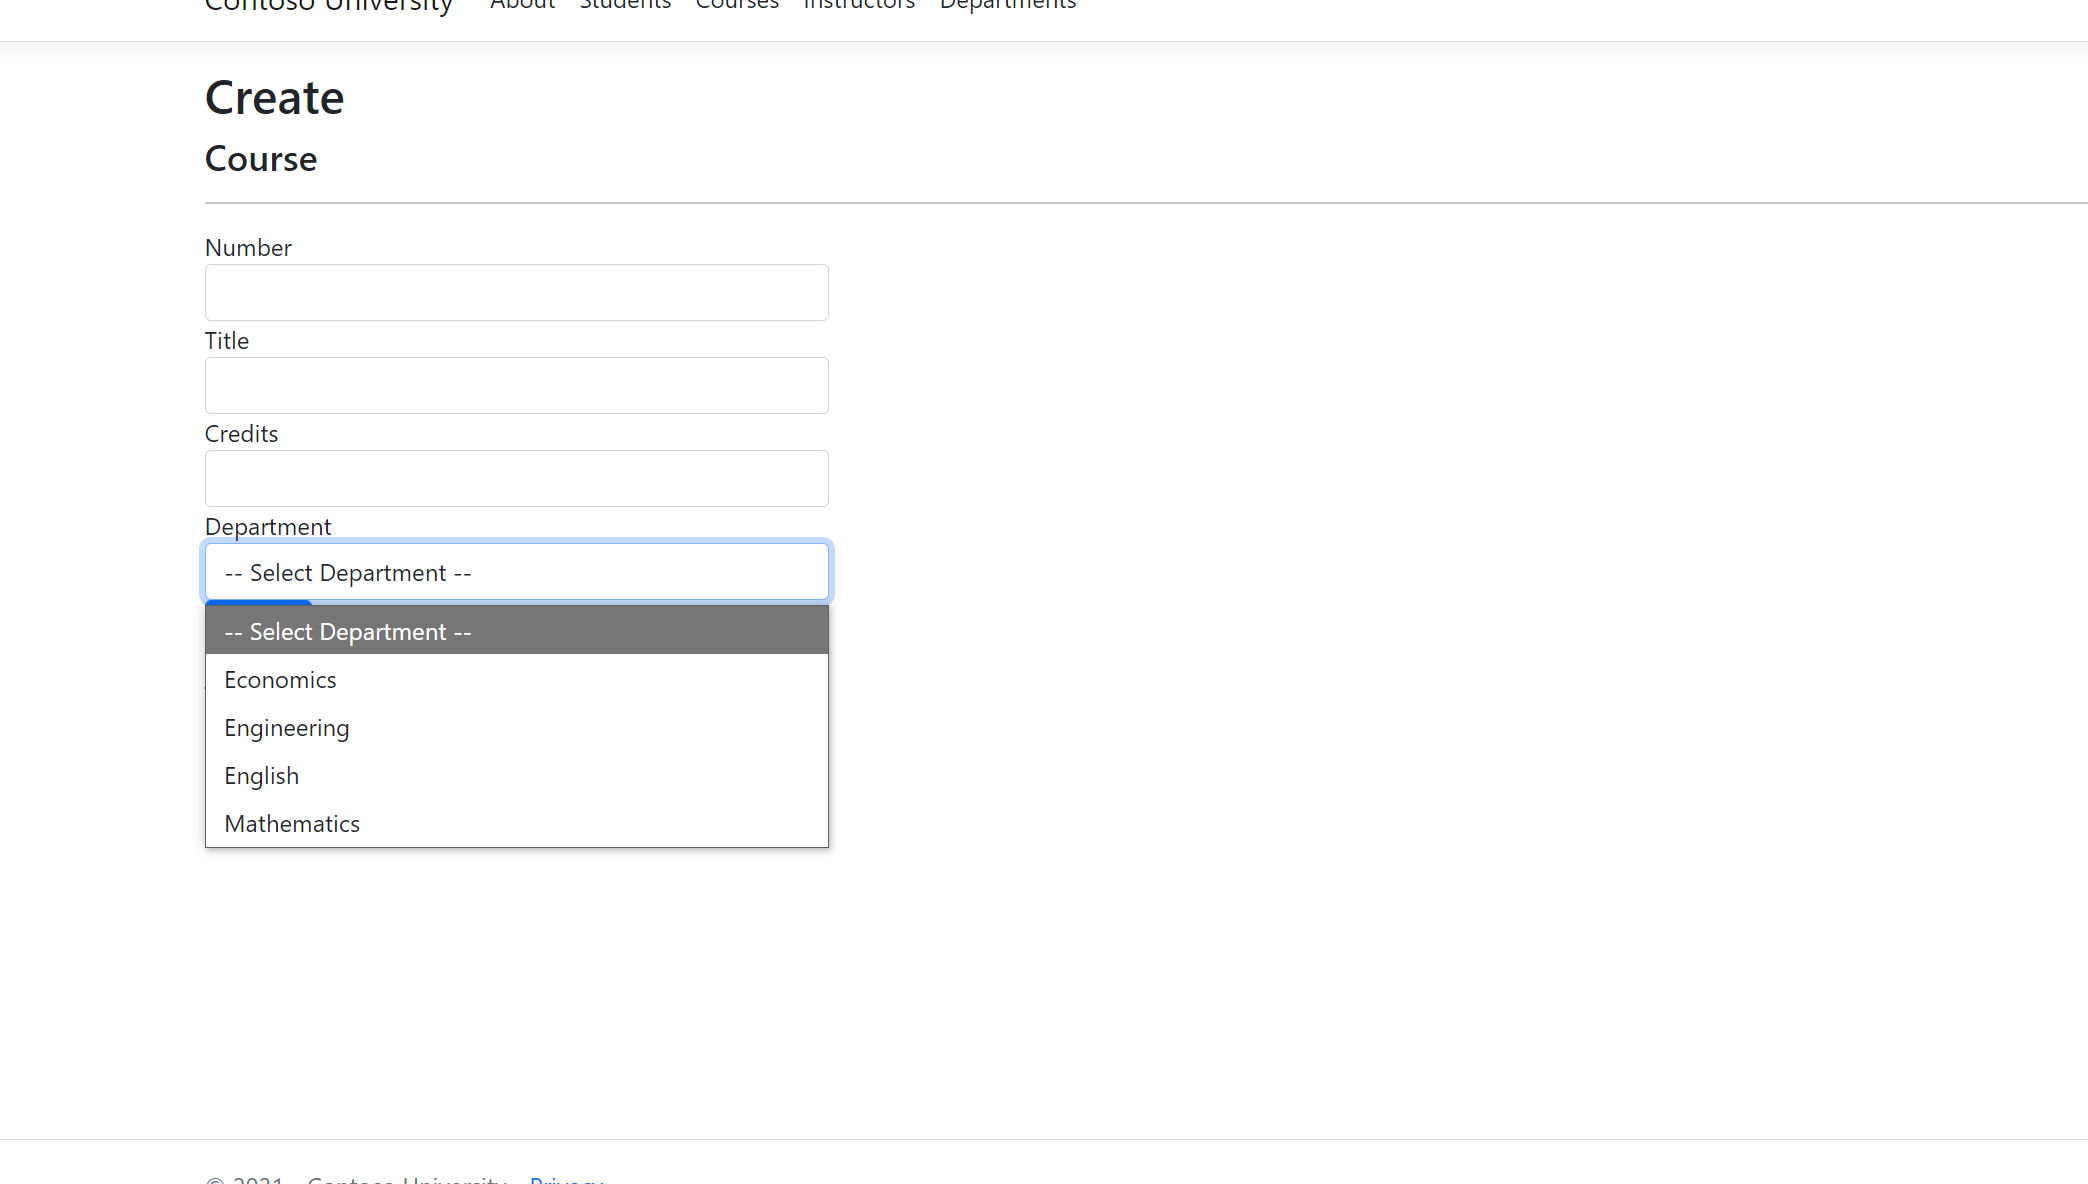 Contoso University About Students Courses Instructors Departments
Create
Course
Number
Title
Credits
Department
-- Select Department --
-- Select Department --
Economics
Engineering
English
Mathematics
© 2021 - Contoso University - Privacy